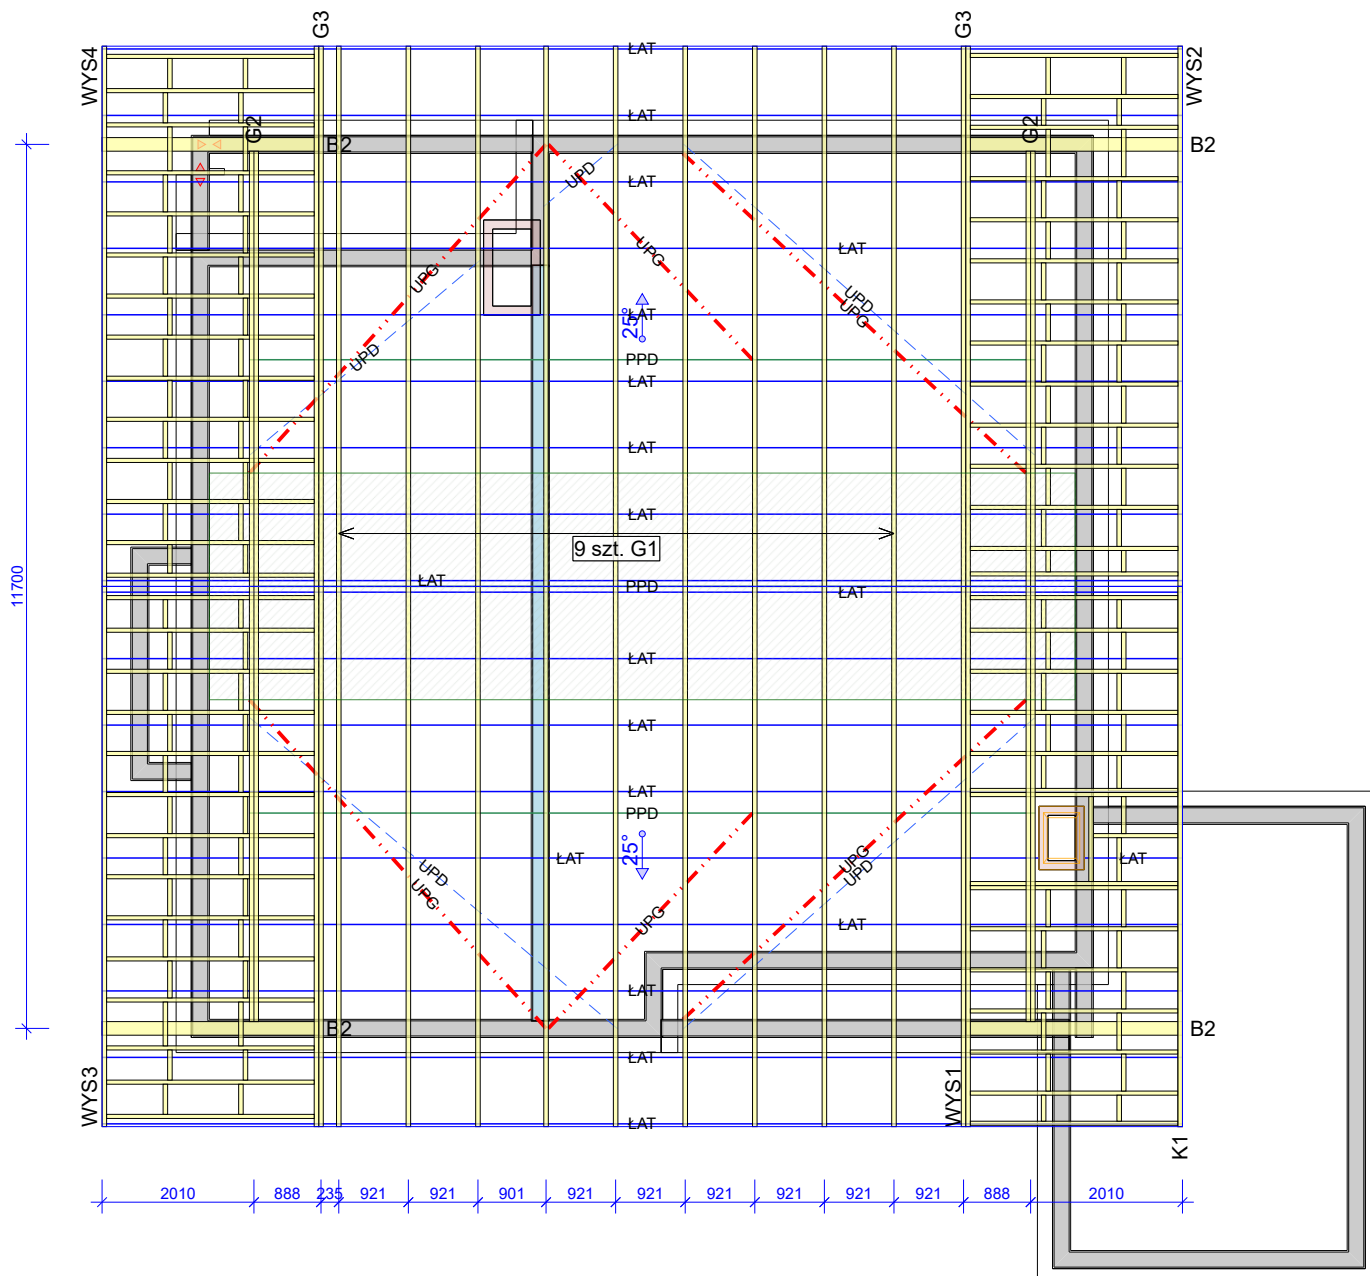 G3
G3
WYS4
ŁAT
WYS2
ŁAT
G2
G2
B2
B2
UPD
ŁAT
UPG
ŁAT
UPG
UPD
25°
ŁAT
UPG
UPD
PPD
ŁAT
ŁAT
ŁAT
9 szt. G1
ŁAT
PPD
ŁAT
11700
ŁAT
ŁAT
ŁAT
PPD
25°
ŁAT
UPG
ŁAT
UPD
UPD
UPG
UPG
ŁAT
ŁAT
B2
B2
ŁAT
WYS3
WYS1
ŁAT
K1
2010
888
235
921
921
901
921
921
921
921
921
921
888
2010